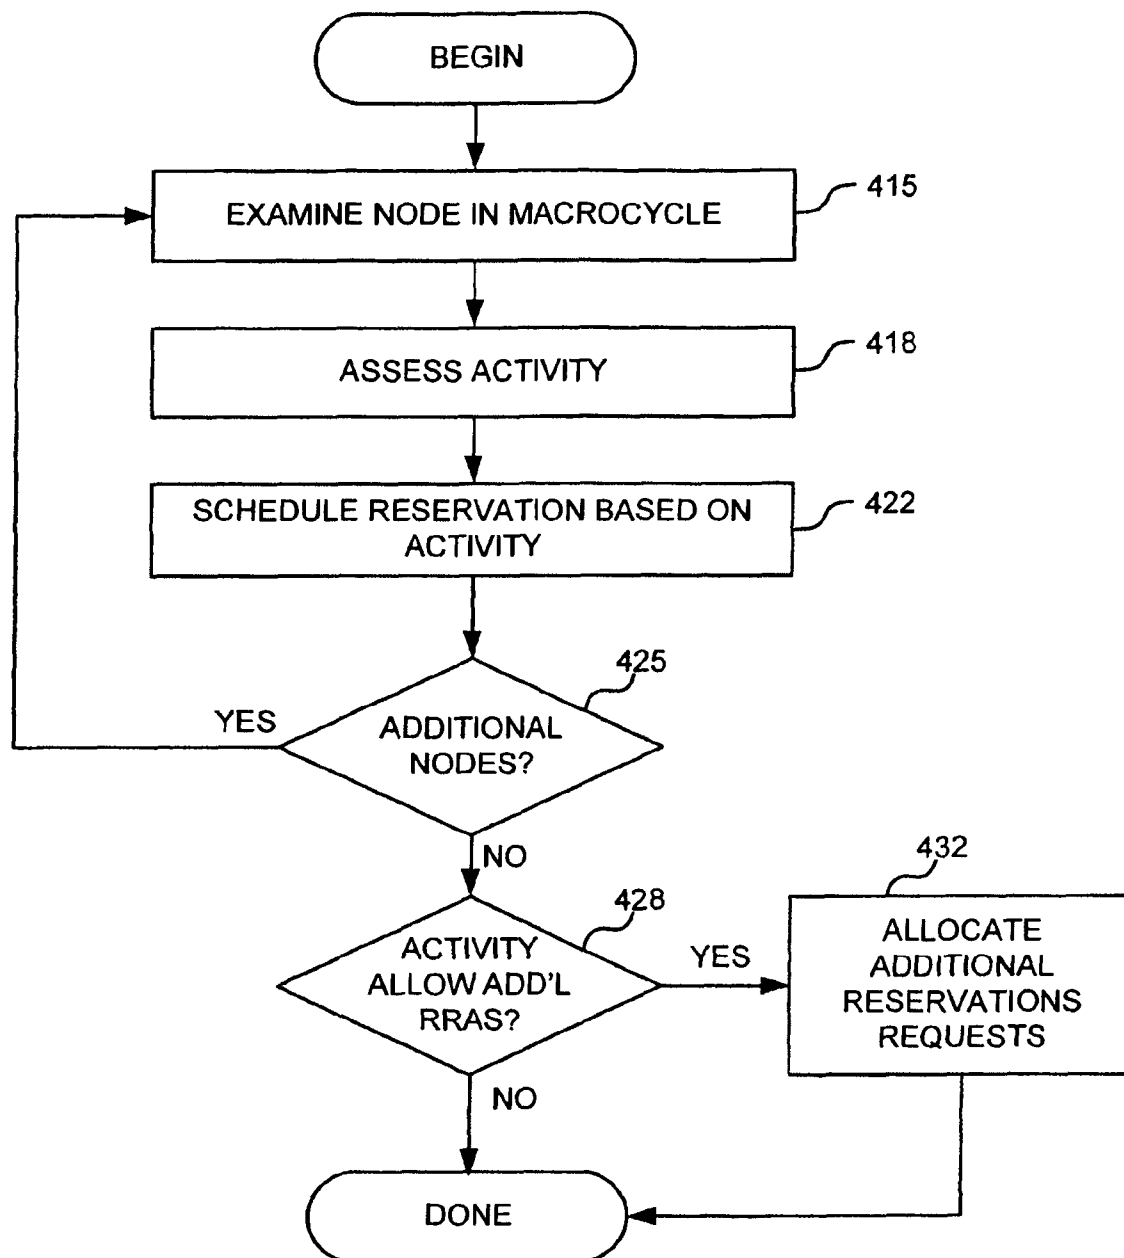 BEGIN
EXAMINE NODE IN MACROCYCLE
415
ASSESS ACTIVITY
418
SCHEDULE RESERVATION BASED ON
ACTIVITY
422
425
YES
ADDITIONAL
NODES?
NO
432
428
ACTIVITY
ALLOW ADD'L
RRAS?
YES
ALLOCATE
ADDITIONAL
RESERVATIONS
REQUESTS
NO
DONE